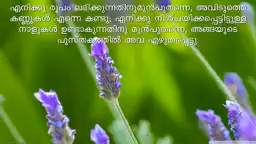 എനിക്കു രൂപം ലഭിക്കുന്നതിനുമുൻപുതന്നെ, അവിടുത്തെ
കണ്ണുകൾ എന്നെ കണ്ടു; എനിക്കു നിശ്ചയിക്കപ്പെട്ടിട്ടുള്ള
നാളുകൾ ഉണ്ടാകുന്നതിനു മുൻപുതന്നെ, അങ്ങയുടെ
പുസ്തകത്തിൽ അവ എഴുതപ്പെട്ടു.